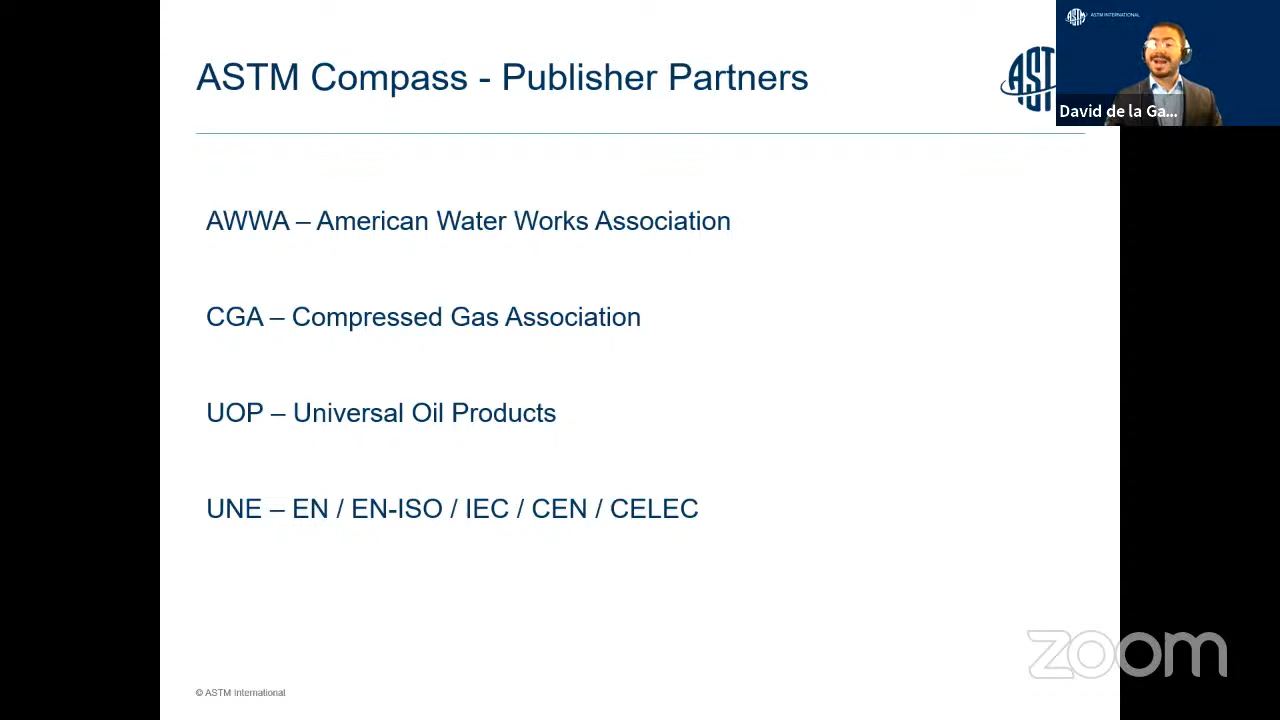 ASTM Compass - Publisher Partners
AST
ASTM INTERNATIONAL
David de la Ga...
AWWA – American Water Works Association
CGA – Compressed Gas Association
UOP – Universal Oil Products
UNE – EN / EN-ISO / IEC / CEN / CELEC
zoom
© ASTM International